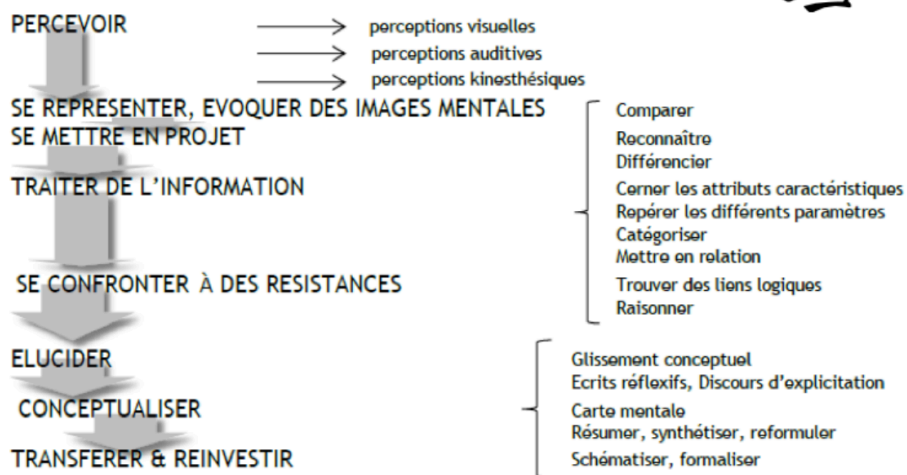 PERCEVOIR
perceptions visuelles
perceptions auditives
perceptions kinesthésiques
SE REPRESENTER, EVOQUER DES IMAGES MENTALES
SE METTRE EN PROJET
TRAITER DE L'INFORMATION
SE CONFRONTER À DES RESISTANCES
Comparer
Reconnaître
Différencier
Cerner les attributs caractéristiques
Repérer les différents paramètres
Catégoriser
Mettre en relation
Trouver des liens logiques
Raisonner
ELUCIDER
CONCEPTUALISER
TRANSFERER & REINVESTIR
Glissement conceptuel
Ecrits réflexifs, Discours d'explicitation
Carte mentale
Résumer, synthétiser, reformuler
Schématiser, formaliser